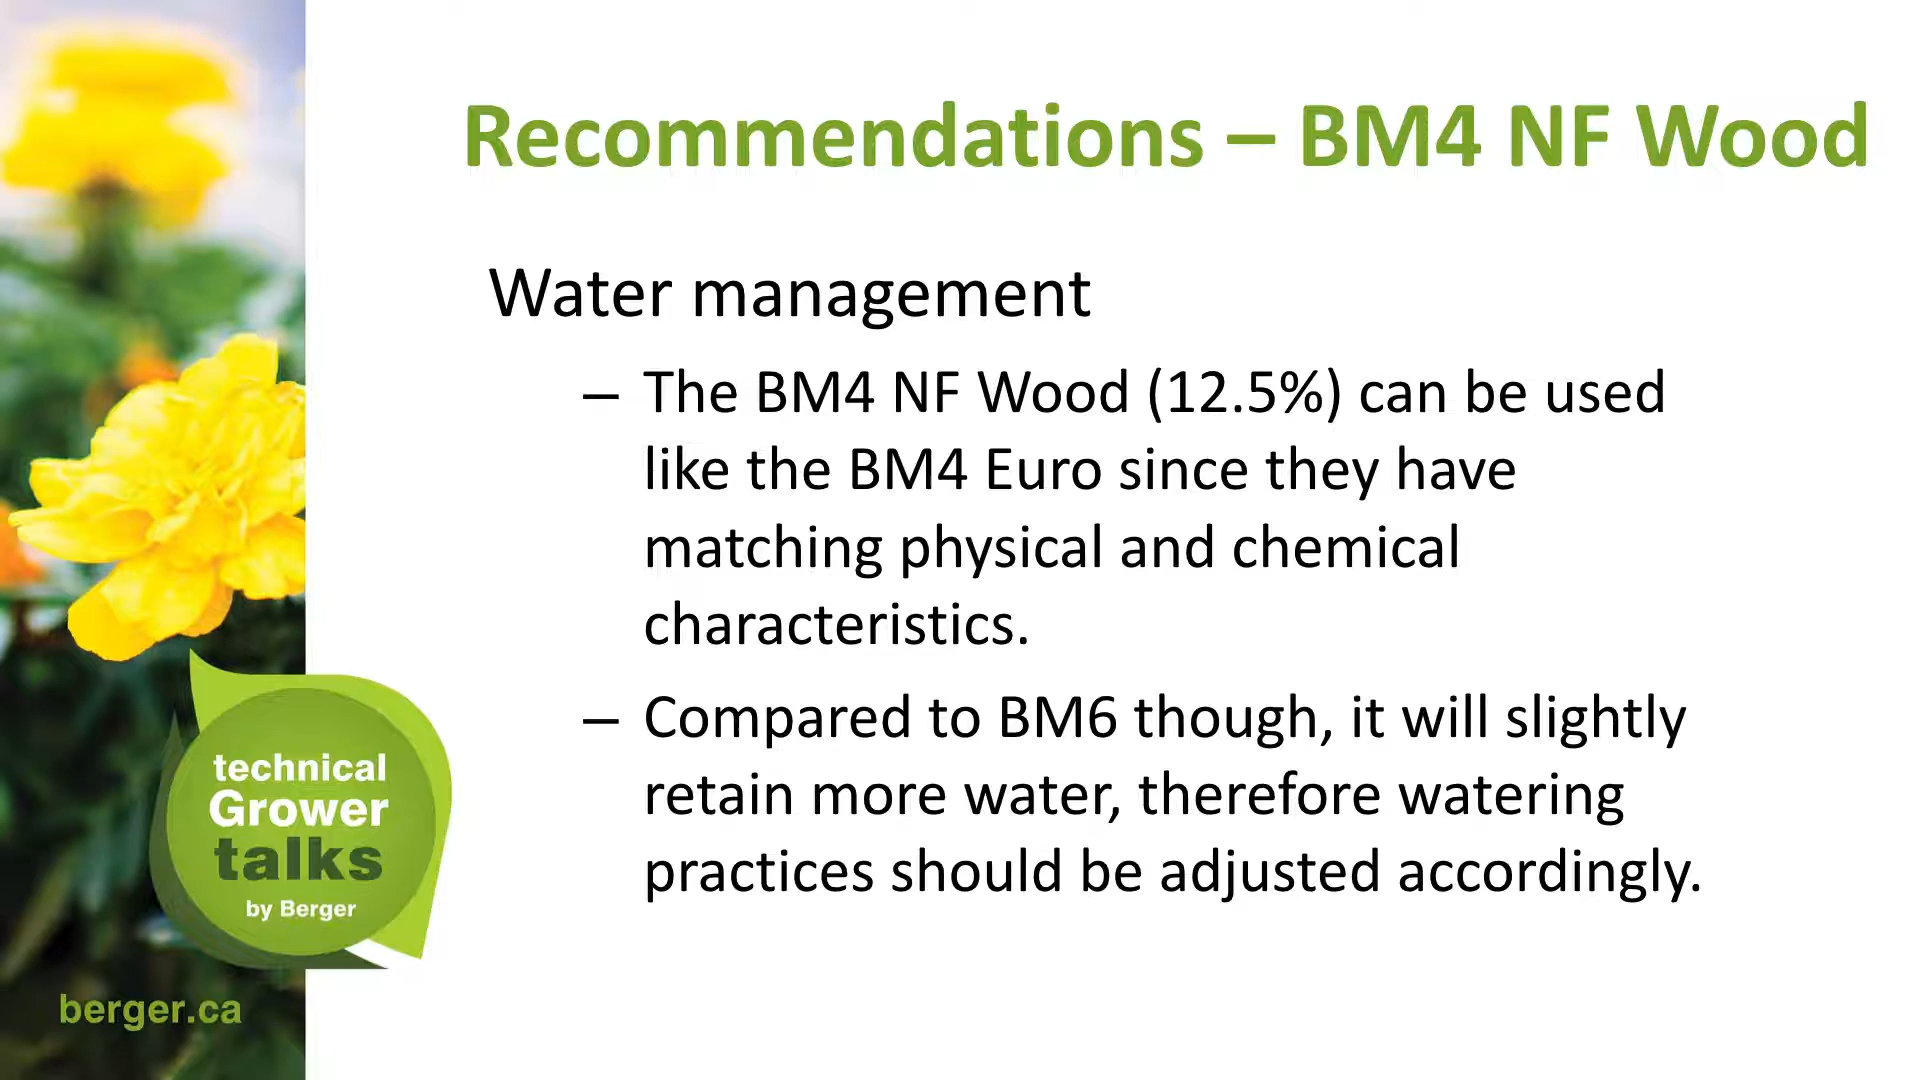 Recommendations – BM4 NF Wood
Water management
– The BM4 NF Wood (12.5%) can be used
like the BM4 Euro since they have
matching physical and chemical
characteristics.
– Compared to BM6 though, it will slightly
retain more water, therefore watering
practices should be adjusted accordingly.
technical
Grower
talks
by Berger
berger.ca